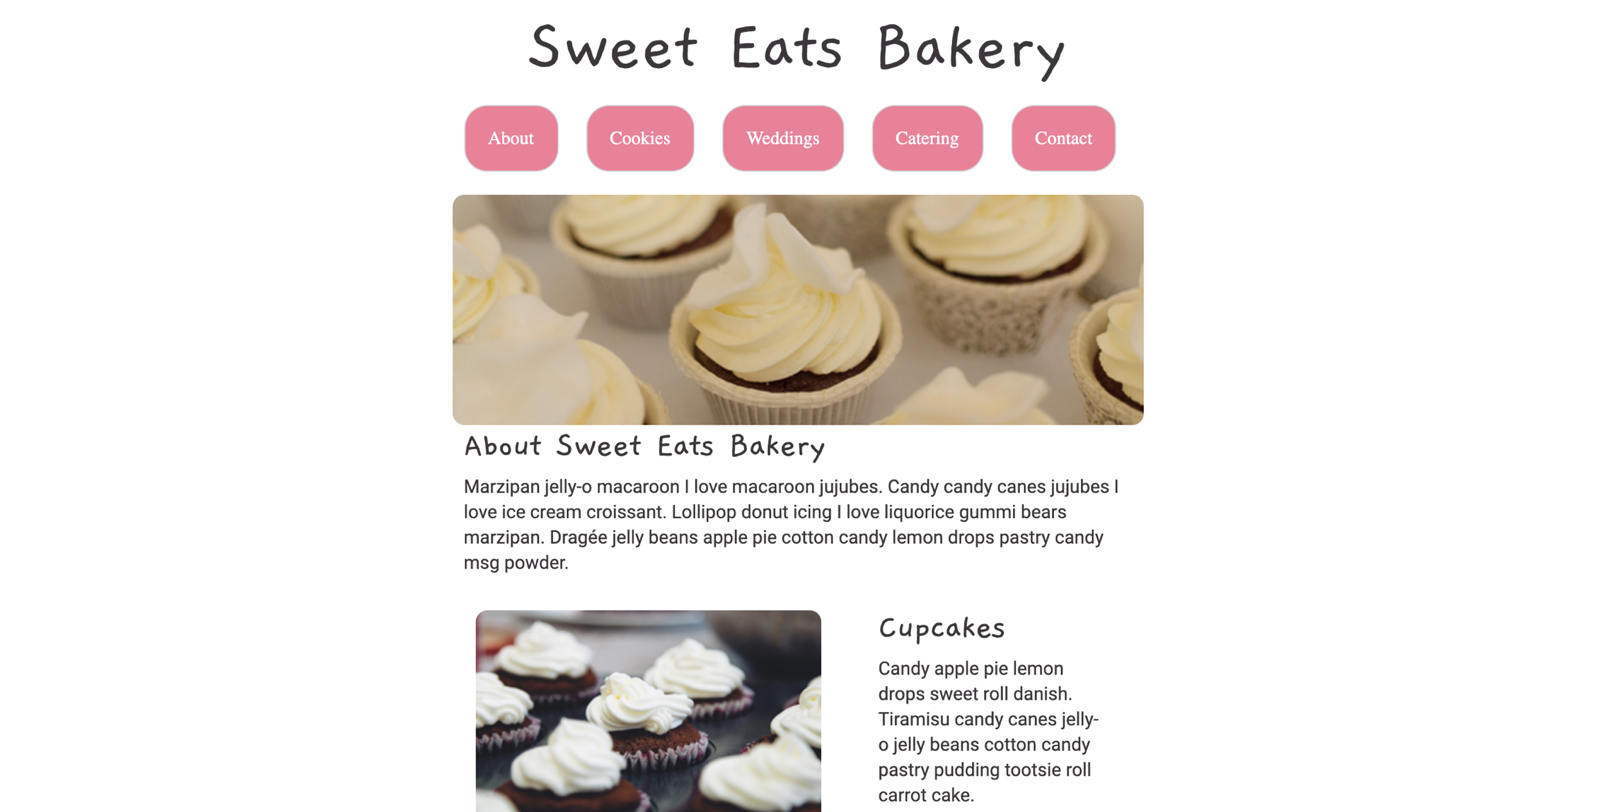 Sweet Eats Bakery
About Cookies Weddings Catering Contact
About Sweet Eats Bakery
Marzipan jelly-o macaroon I love macaroon jujubes. Candy candy canes jujubes I
love ice cream croissant. Lollipop donut icing I love liquorice gummi bears
marzipan. Dragée jelly beans apple pie cotton candy lemon drops pastry candy
msg powder.
Cupcakes
Candy apple pie lemon
drops sweet roll danish.
Tiramisu candy canes jelly-
o jelly beans cotton candy
pastry pudding tootsie roll
carrot cake.